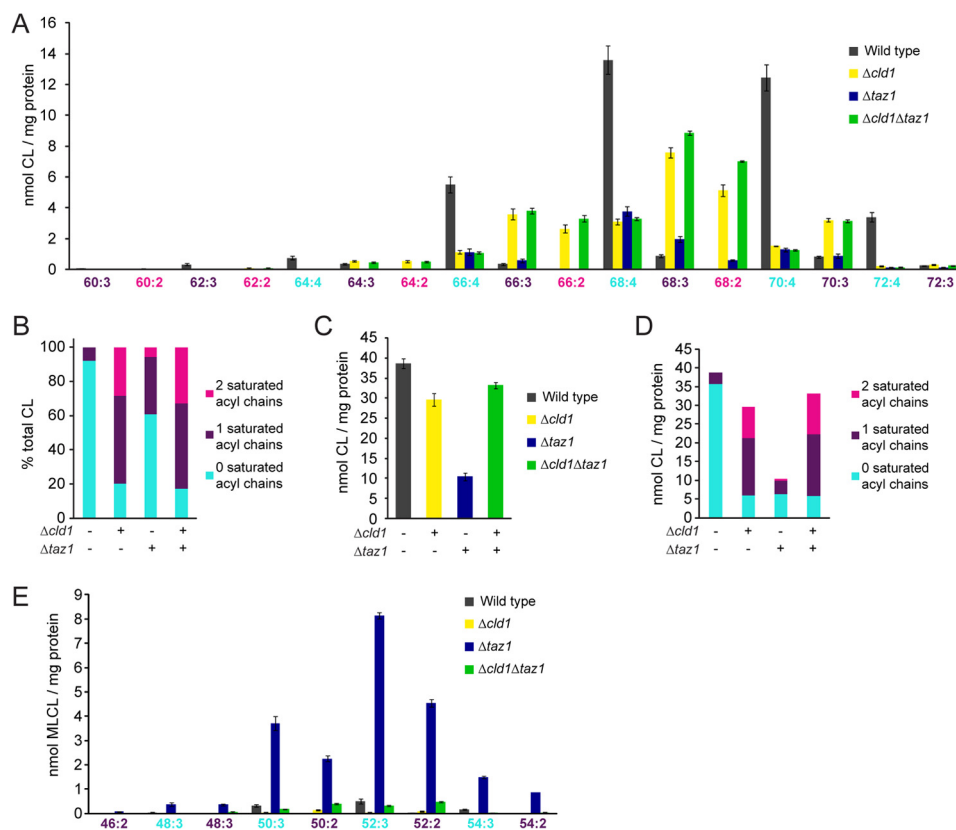 A
nmol CL / mg protein
16
14
12
10
8
6
4
2
0
Wild type
Δcld1
Δtaz1
Δcld1Δtaz1
60:3 60:2 62:3 62:2 64:4 64:3 64:2 66:4 66:3 66:2 68:4 68:3 68:2 70:4 70:3 72:4 72:3
B
% total CL
100
80
60
40
20
0
2 saturated
acyl chains
1 saturated
acyl chains
0 saturated
acyl chains
Δcld1 - + - +
Δtaz1 - - + +
C
nmol CL / mg protein
45
40
35
30
25
20
15
10
5
0
Wild type
Δcld1
Δtaz1
Δcld1Δtaz1
Δcld1 - + - +
Δtaz1 - - + +
D
nmol CL / mg protein
45
40
35
30
25
20
15
10
5
0
2 saturated
acyl chains
1 saturated
acyl chains
0 saturated
acyl chains
Δcld1 - + - +
Δtaz1 - - + +
E
nmol MLCL / mg protein
9
8
7
6
5
4
3
2
1
0
Wild type
Δcld1
Δtaz1
Δcld1Δtaz1
46:2 48:3 48:3 50:3 50:2 52:3 52:2 54:3 54:2